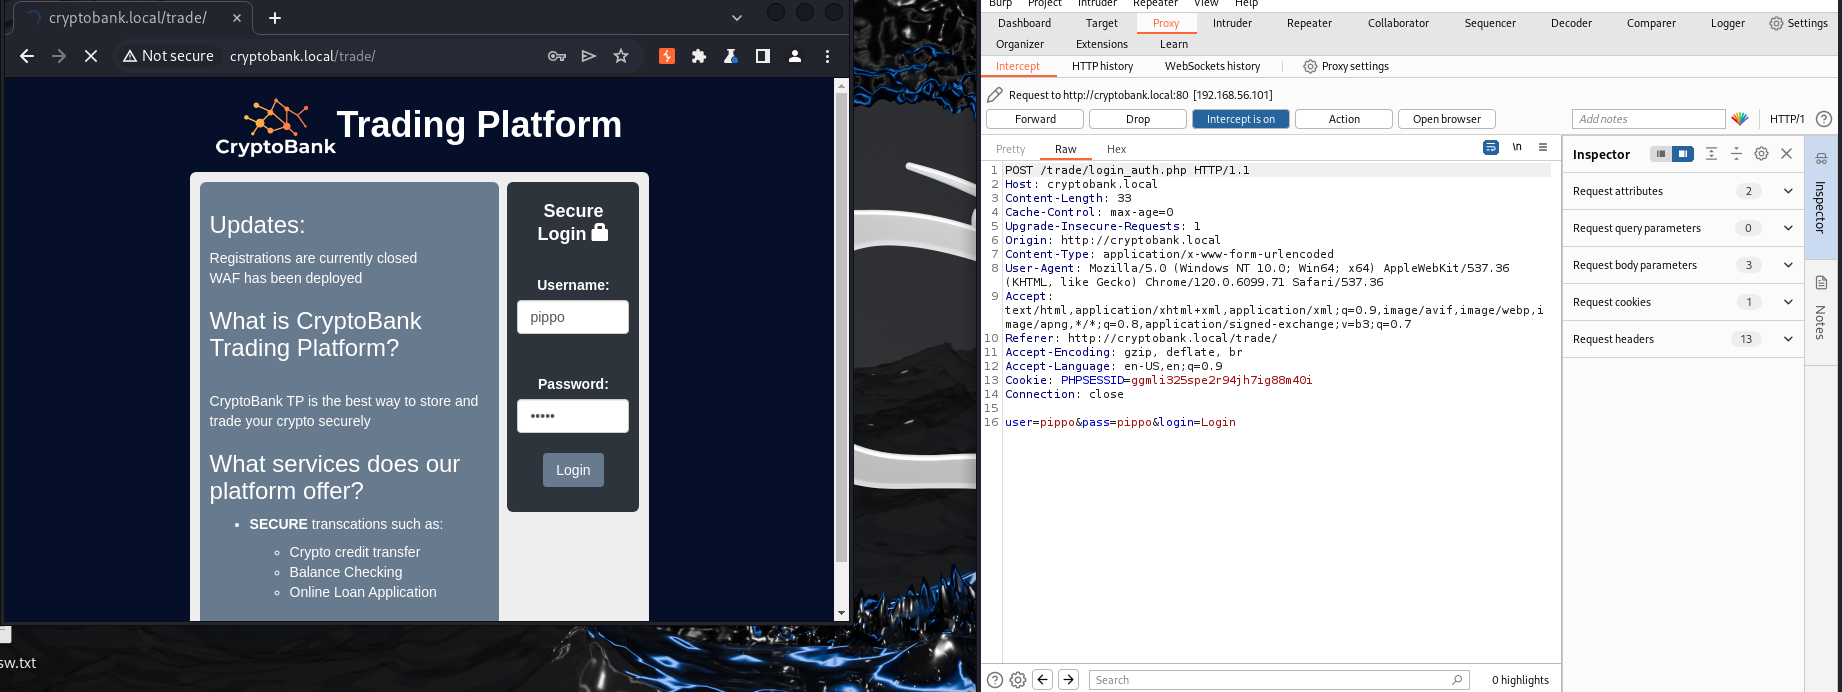 cryptobank.local/trade/
Not secure
cryptobank.local/trade/
CryptoBank
Trading Platform
Updates:
Registrations are currently closed
WAF has been deployed
What is CryptoBank
Trading Platform?
CryptoBank TP is the best way to store and
trade your crypto securely
What services does our
platform offer?
SECURE transcations such as:
Crypto credit transfer
Balance Checking
Online Loan Application
Secure
Login
Username:
pippo
Password:
•••••
Login
sw.txt
Burp Project Intruder Repeater View Help
Dashboard Target Proxy Intruder Repeater Collaborator Sequencer Decoder Comparer Logger Settings
Organizer Extensions Learn
Intercept HTTP history WebSockets history Proxy settings
Request to http://cryptobank.local:80 [192.168.56.101]
Forward Drop Intercept is on Action Open browser Add notes HTTP/1
Pretty Raw Hex \n
1 POST /trade/login_auth.php HTTP/1.1
2 Host: cryptobank.local
3 Content-Length: 33
4 Cache-Control: max-age=0
5 Upgrade-Insecure-Requests: 1
6 Origin: http://cryptobank.local
7 Content-Type: application/x-www-form-urlencoded
8 User-Agent: Mozilla/5.0 (Windows NT 10.0; Win64; x64) AppleWebKit/537.36
(KHTML, like Gecko) Chrome/120.0.6099.71 Safari/537.36
9 Accept:
text/html,application/xhtml+xml,application/xml;q=0.9,image/avif,image/webp,i
mage/apng,*/*;q=0.8,application/signed-exchange;v=b3;q=0.7
10 Referer: http://cryptobank.local/trade/
11 Accept-Encoding: gzip, deflate, br
12 Accept-Language: en-US,en;q=0.9
13 Cookie: PHPSESSID=ggmli325spe2r94jh7ig88m40i
14 Connection: close
15
16 user=pippo&pass=pippo&login=Login
Inspector
Request attributes 2
Request query parameters 0
Request body parameters 3
Request cookies 1
Request headers 13
Inspector
Notes
Search
0 highlights